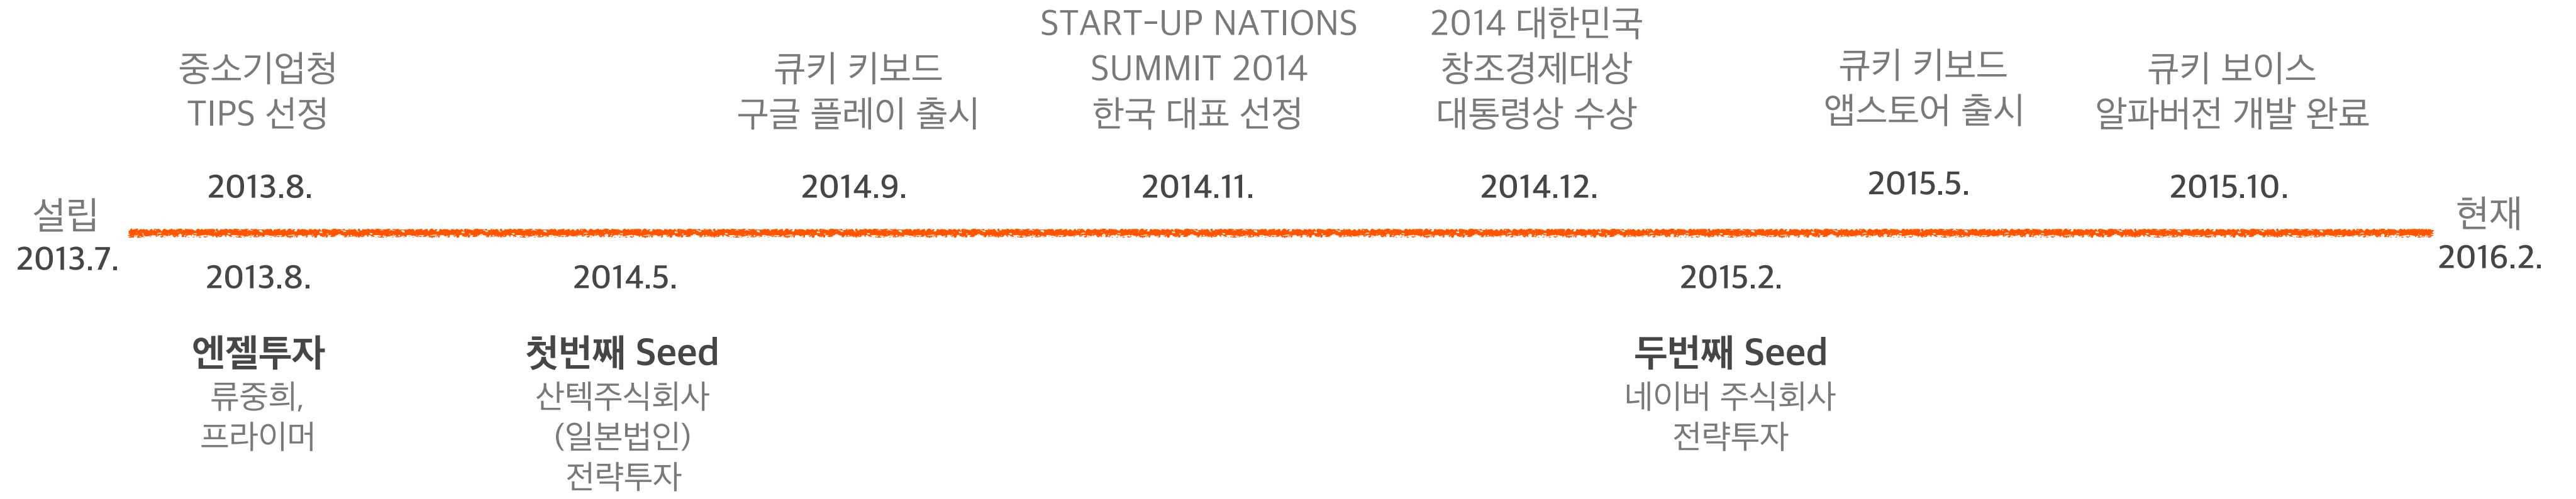 설립
2013.7.
중소기업청
TIPS 선정
2013.8.
큐키 키보드
구글 플레이 출시
2014.9.
START-UP NATIONS
SUMMIT 2014
한국 대표 선정
2014.11.
2014 대한민국
창조경제대상
대통령상 수상
2014.12.
큐키 키보드
앱스토어 출시
2015.5.
큐키 보이스
알파버전 개발 완료
2015.10.
현재
2016.2.
2013.8.
엔젤투자
류중희,
프라이머
2014.5.
첫번째 Seed
산텍주식회사
(일본법인)
전략투자
2015.2.
두번째 Seed
네이버 주식회사
전략투자